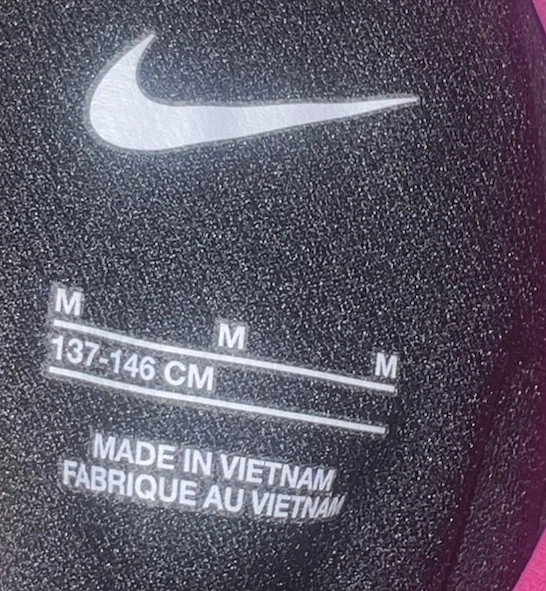 M M M
137-146 CM
MADE IN VIETNAM
FABRIQUE AU VIETNAM